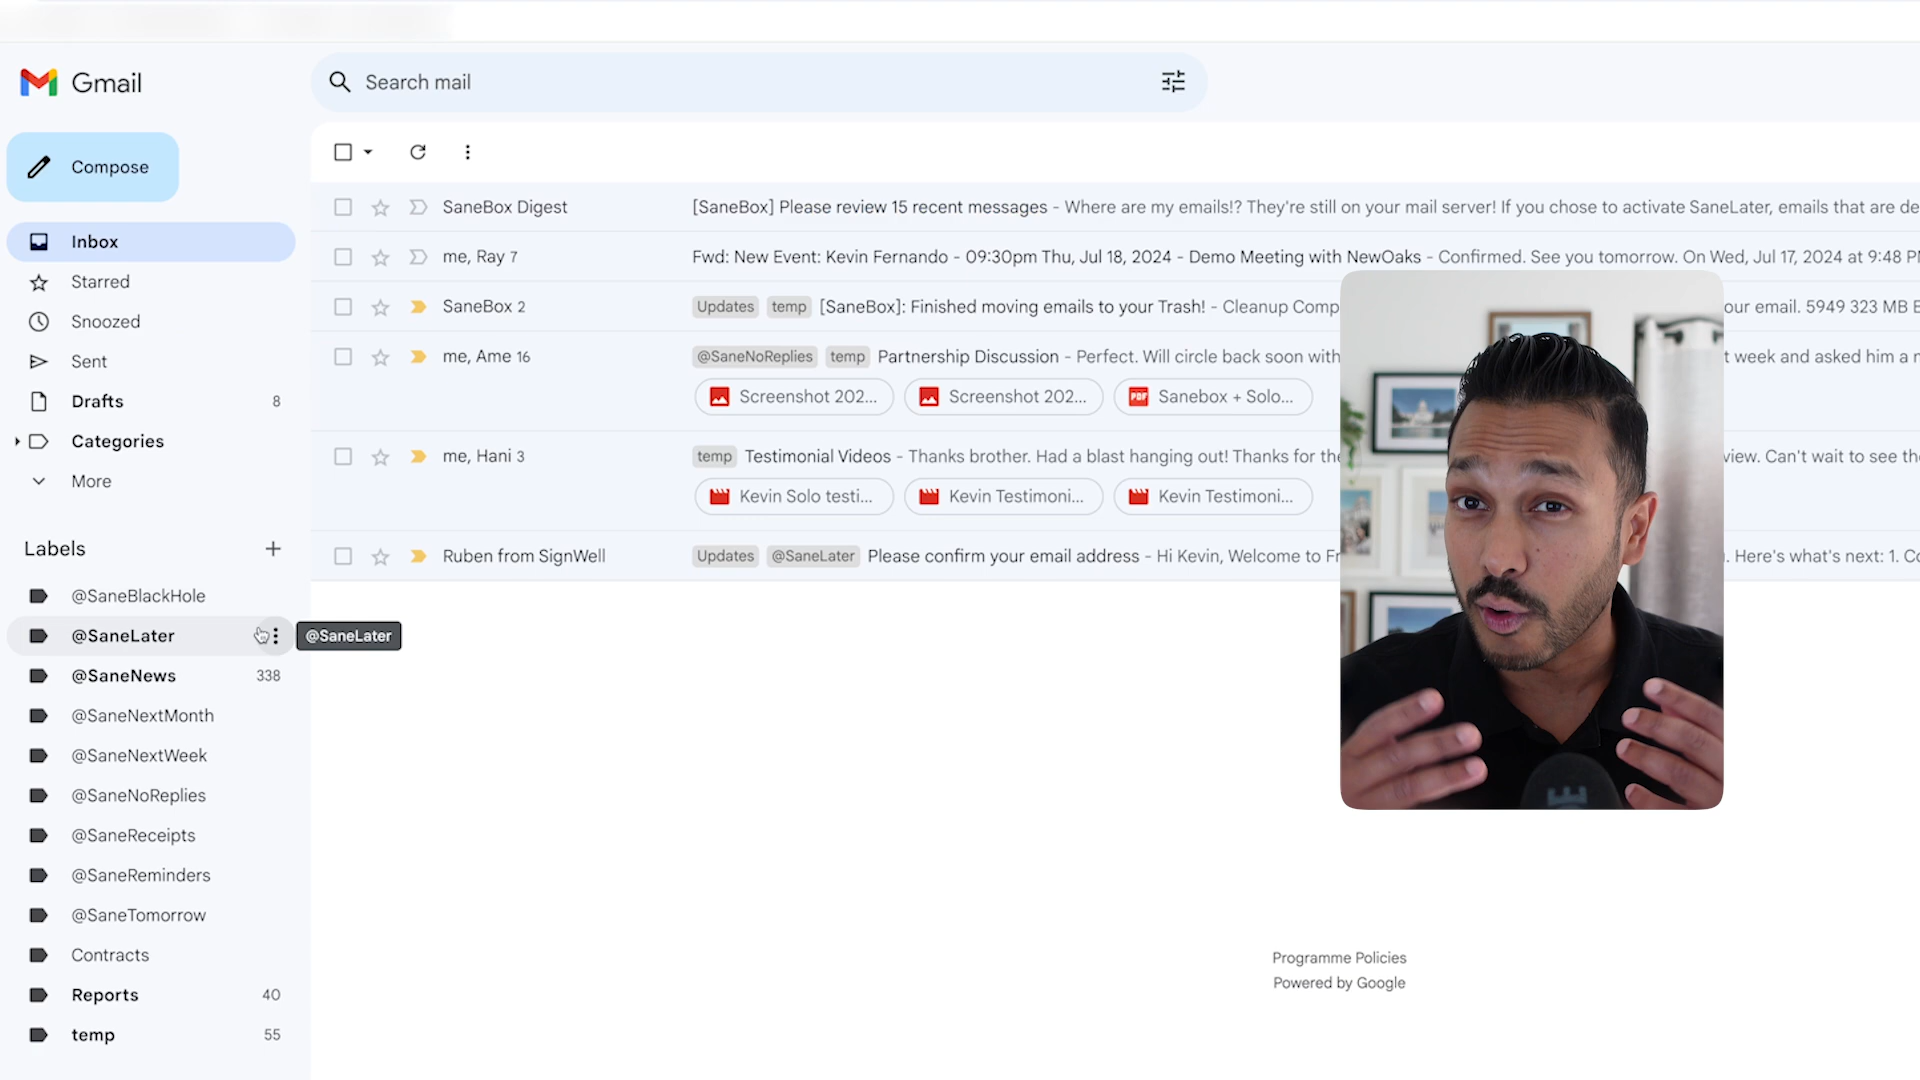 Gmail
Search mail
Compose
Inbox
Starred
Snoozed
Sent
Drafts 8
Categories
More
Labels
@SaneBlackHole
@SaneLater
@SaneLater
@SaneNews 338
@SaneNextMonth
@SaneNextWeek
@SaneNoReplies
@SaneReceipts
@SaneReminders
@SaneTomorrow
Contracts
Reports 40
temp 55
SaneBox Digest [SaneBox] Please review 15 recent messages - Where are my emails!? They're still on your mail server! If you chose to activate SaneLater, emails that are de
me, Ray 7 Fwd: New Event: Kevin Fernando - 09:30pm Thu, Jul 18, 2024 - Demo Meeting with NewOaks - Confirmed. See you tomorrow. On Wed, Jul 17, 2024 at 9:48 PM
SaneBox 2 Updates temp [SaneBox]: Finished moving emails to your Trash! - Cleanup Comp our email. 5949 323 MB E
me, Ame 16 @SaneNoReplies temp Partnership Discussion - Perfect. Will circle back soon with t week and asked him a
Screenshot 202... Screenshot 202... PDF Sanebox + Solo...
me, Hani 3 temp Testimonial Videos - Thanks brother. Had a blast hanging out! Thanks for the view. Can't wait to see the
Kevin Solo testi... Kevin Testimoni... Kevin Testimoni...
Ruben from SignWell Updates @SaneLater Please confirm your email address - Hi Kevin, Welcome to Fr . Here's what's next: 1. Co
Programme Policies
Powered by Google